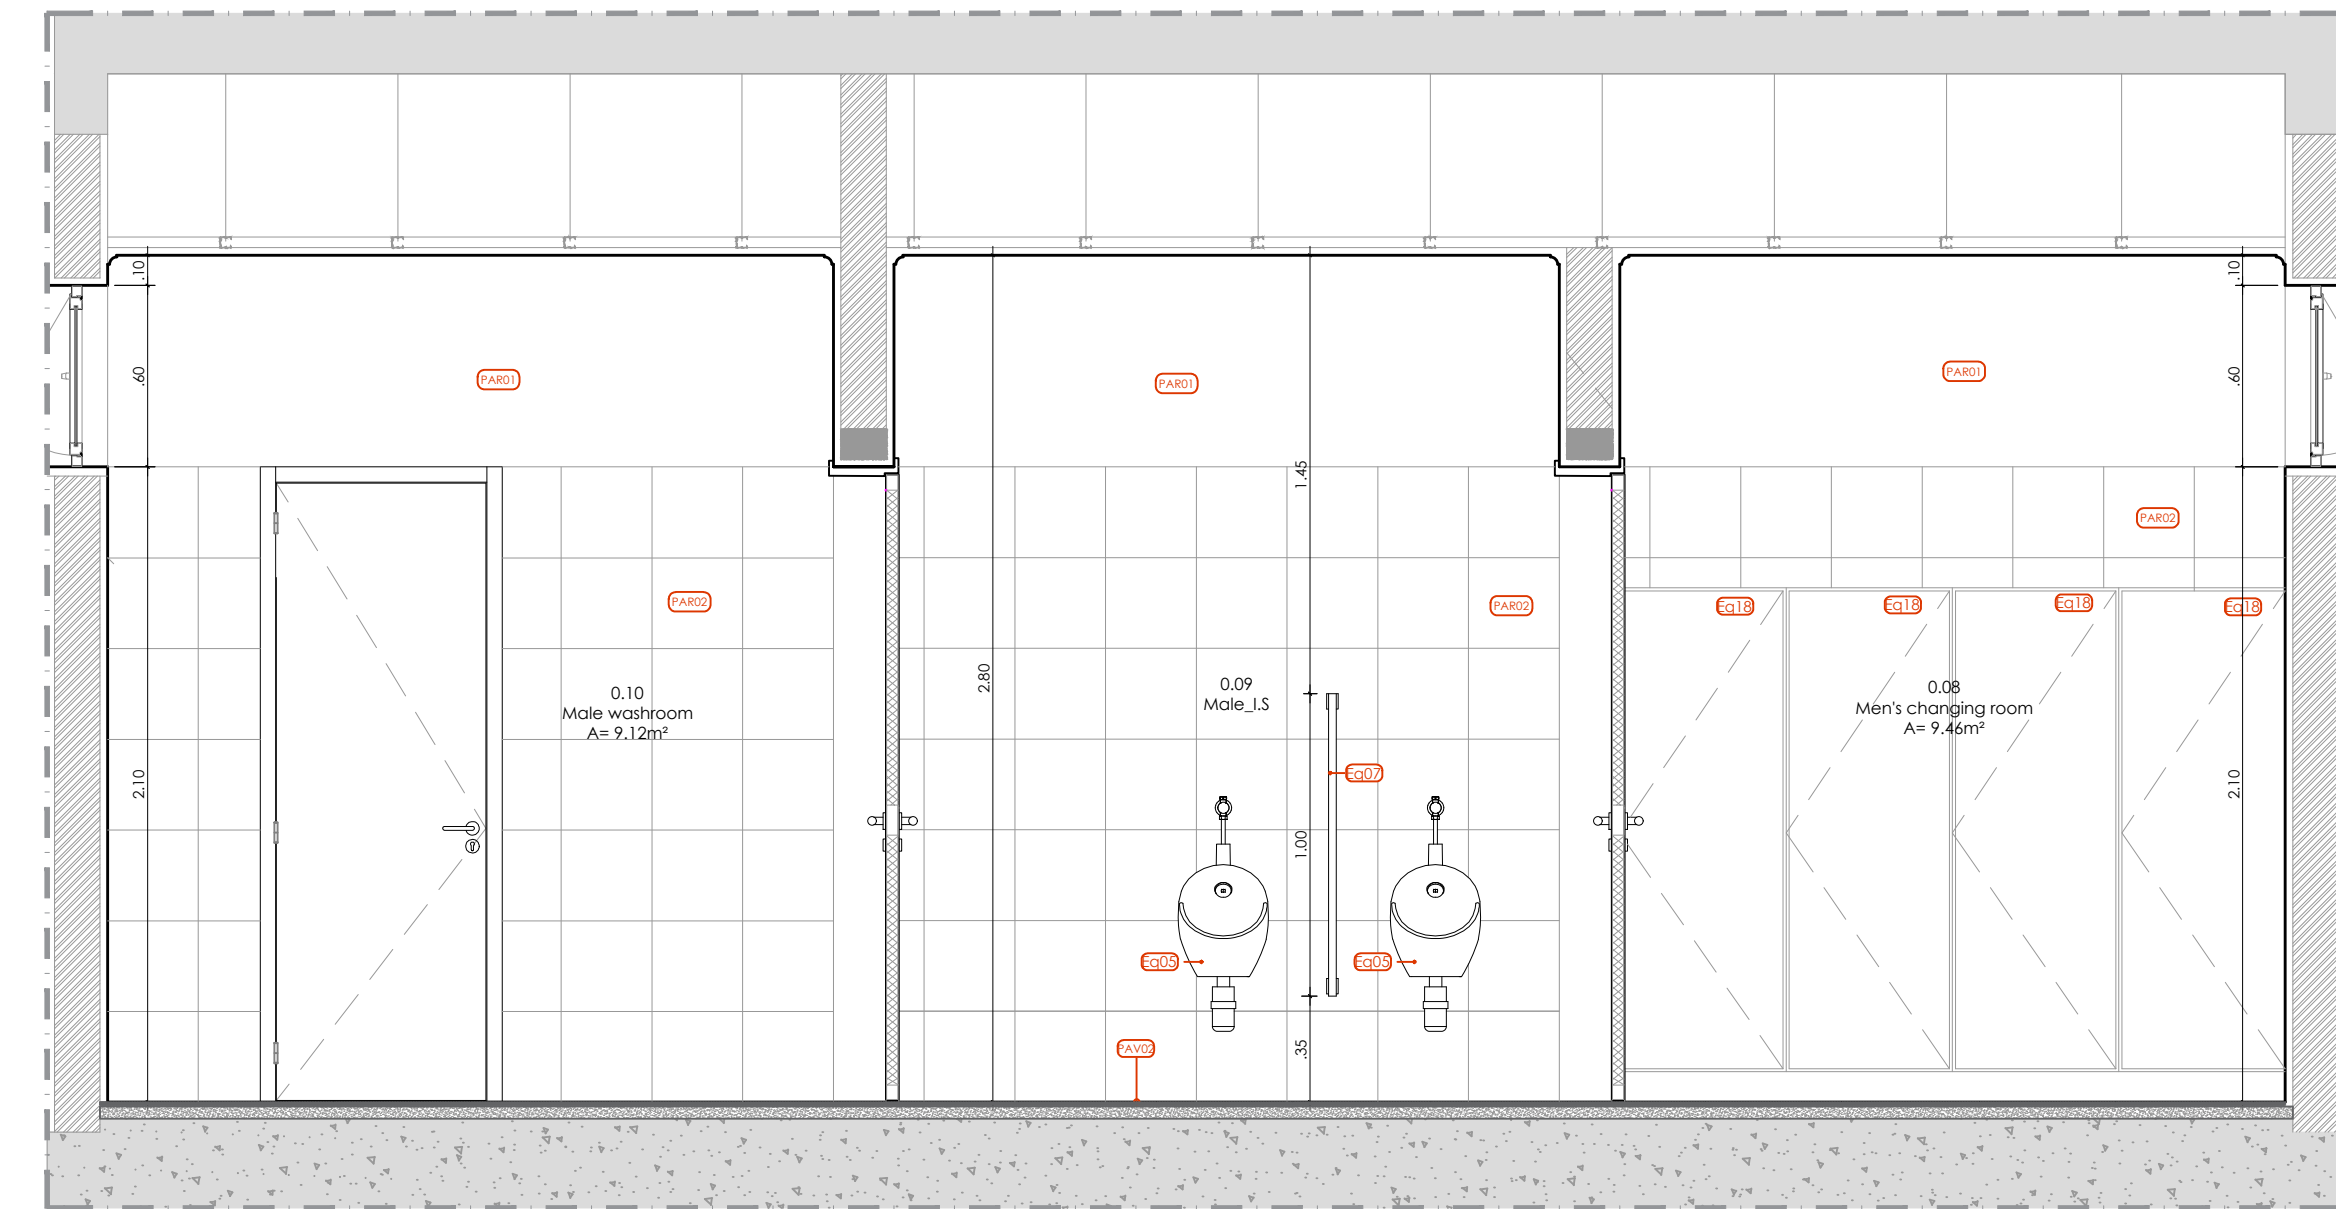 .10
.60
2.10
PAR01
PAR02
0.10
Male washroom
A= 9.12m²
PAR01
2.80
1.45
1.00
.35
PAR02
0.09
Male_I.S
Eq07
Eq05
Eq05
PAV02
PAR01
PAR02
Eq18
Eq18
Eq18
Eq18
0.08
Men's changing room
A= 9.46m²
.10
.60
2.10